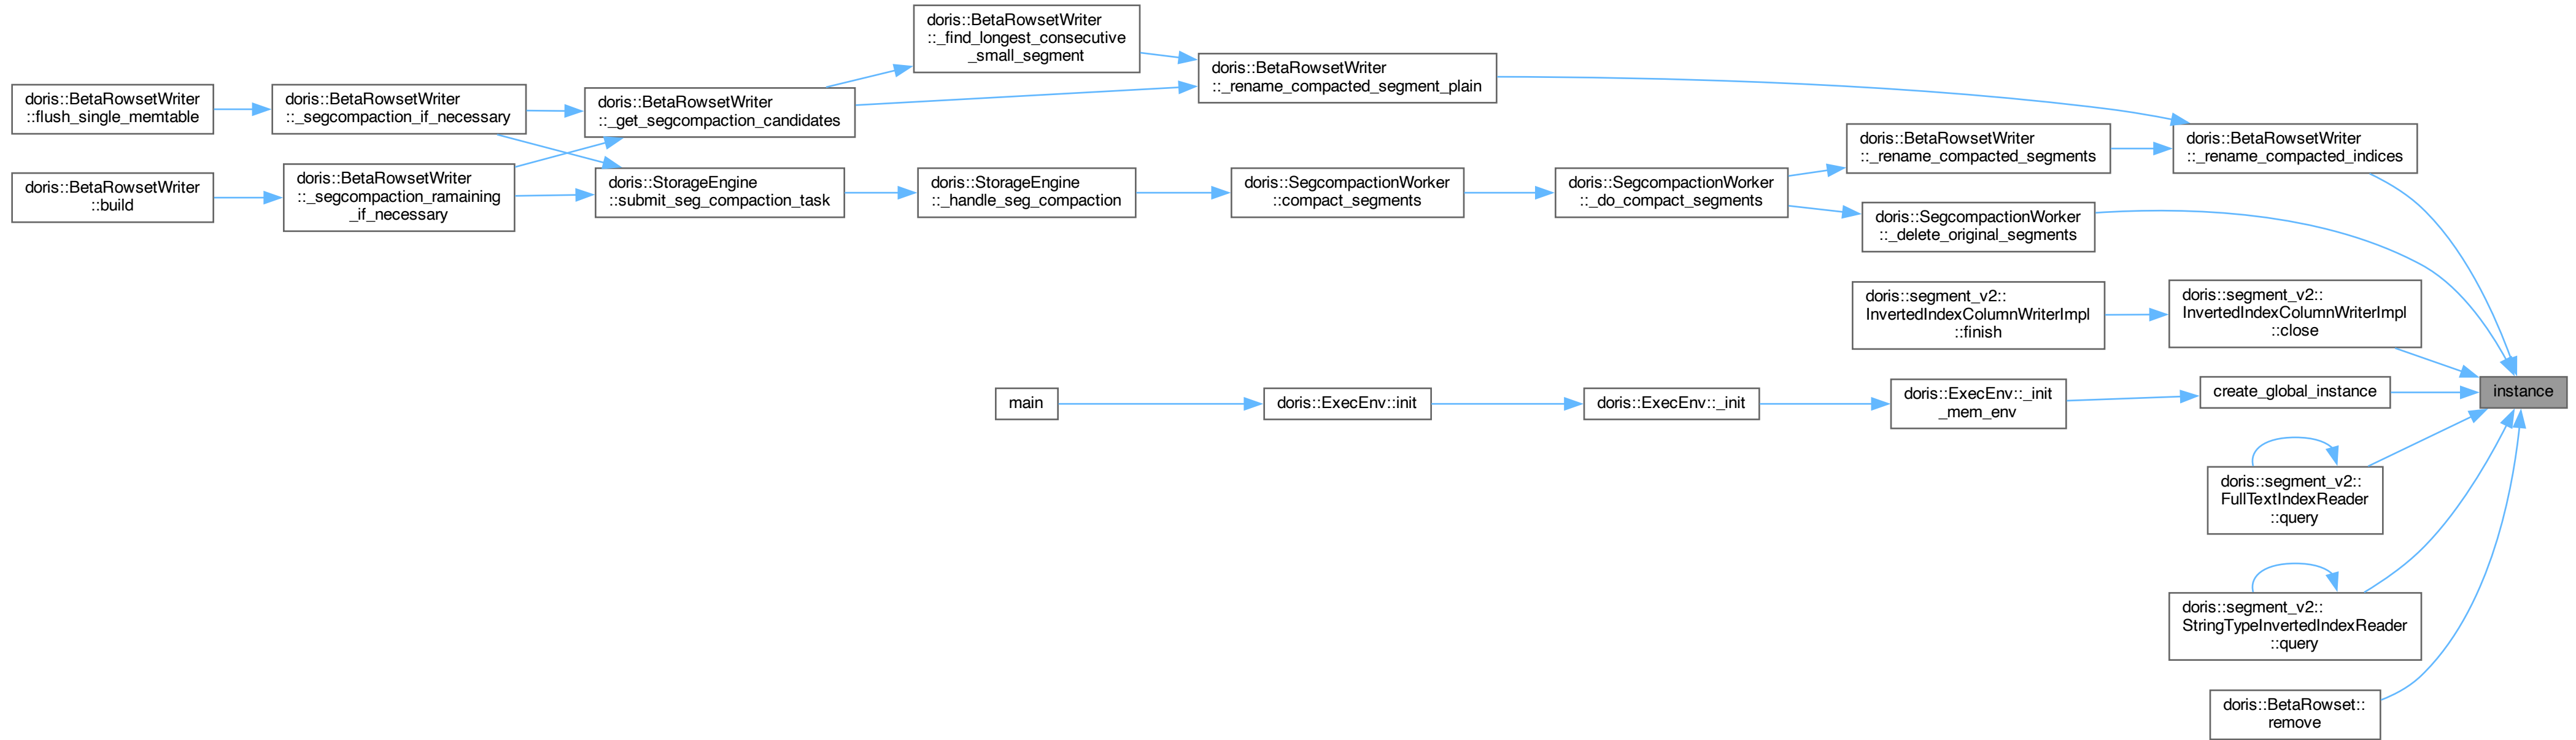 doris::BetaRowsetWriter
::flush_single_memtable
doris::BetaRowsetWriter
::build
doris::BetaRowsetWriter
::_segcompaction_if_necessary
doris::BetaRowsetWriter
::_segcompaction_ramaining
_if_necessary
doris::BetaRowsetWriter
::_get_segcompaction_candidates
doris::StorageEngine
::submit_seg_compaction_task
doris::BetaRowsetWriter
::_find_longest_consecutive
_small_segment
doris::StorageEngine
::_handle_seg_compaction
main
doris::BetaRowsetWriter
::_rename_compacted_segment_plain
doris::SegcompactionWorker
::compact_segments
doris::ExecEnv::init
doris::SegcompactionWorker
::_do_compact_segments
doris::ExecEnv::_init
doris::BetaRowsetWriter
::_rename_compacted_segments
doris::SegcompactionWorker
::_delete_original_segments
doris::segment_v2::
InvertedIndexColumnWriterImpl
::finish
doris::ExecEnv::_init
_mem_env
doris::BetaRowsetWriter
::_rename_compacted_indices
doris::segment_v2::
InvertedIndexColumnWriterImpl
::close
create_global_instance
doris::segment_v2::
FullTextIndexReader
::query
doris::segment_v2::
StringTypeInvertedIndexReader
::query
doris::BetaRowset::
remove
instance